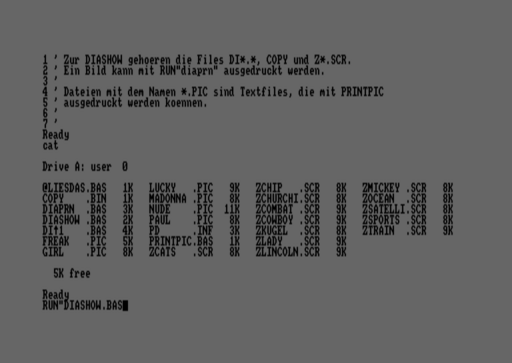 1 ' Zur DIASHOW gehoeren die Files DI*.*, COPY und Z*.SCR.
2 ' Ein Bild kann mit RUN"diaprn" ausgedruckt werden.
3 '
4 ' Dateien mit dem Namen *.PIC sind Textfiles, die mit PRINTPIC
5 ' ausgedruckt werden koennen.
6 '
7 '
Ready
cat
Drive A: user 0
@LIESDAS.BAS 1K LUCKY .PIC 9K ZCHIP .SCR 8K ZMICKEY .SCR 8K
COPY .BIN 1K MADONNA .PIC 8K ZCHURCHI.SCR 8K ZOCEAN .SCR 8K
DIAPRN .BAS 3K NUDE .PIC 11K ZCOMBAT .SCR 9K ZSATELLI.SCR 8K
DIASHOW .BAS 2K PAUL .PIC 8K ZCOWBOY .SCR 9K ZSPORTS .SCR 8K
DI↑1 .BAS 4K PD .INF 3K ZKUGEL .SCR 8K ZTRAIN .SCR 9K
FREAK .PIC 5K PRINTPIC.BAS 1K ZLADY .SCR 9K
GIRL .PIC 8K ZCATS .SCR 8K ZLINCOLN.SCR 9K
5K free
Ready
RUN"DIASHOW.BAS